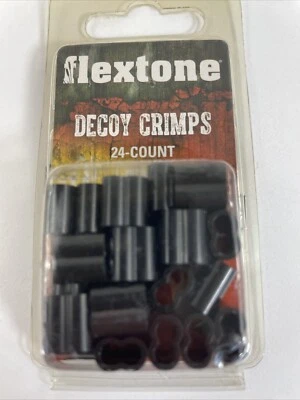 flextone
DECOY CRIMPS
24-COUNT